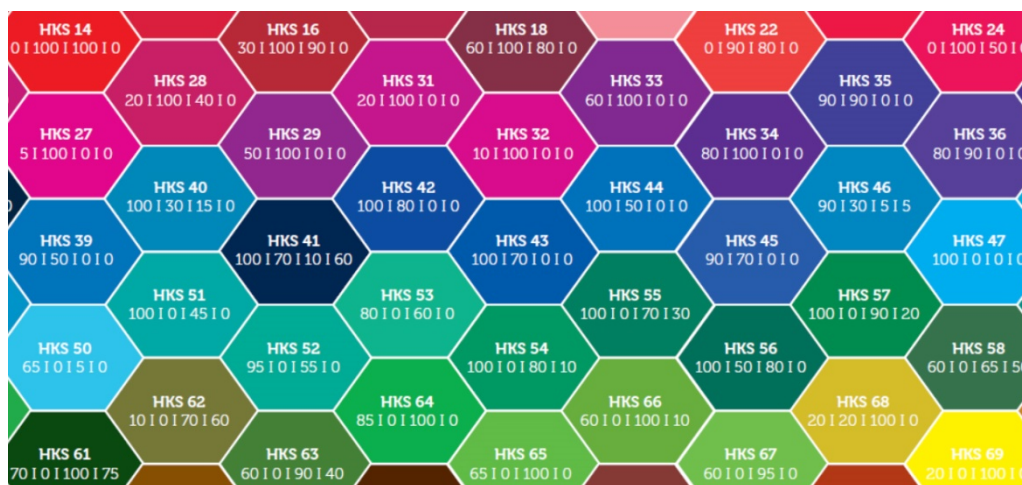 HKS 14
0 I 100 I 100 I 0
HKS 16
30 I 100 I 90 I 0
HKS 18
60 I 100 I 80 I 0
HKS 22
0 I 90 I 80 I 0
HKS 24
0 I 100 I 50 I
HKS 28
20 I 100 I 40 I 0
HKS 31
20 I 100 I 0 I 0
HKS 33
60 I 100 I 0 I 0
HKS 35
90 I 90 I 0 I 0
HKS 27
5 I 100 I 0 I 0
HKS 29
50 I 100 I 0 I 0
HKS 32
10 I 100 I 0 I 0
HKS 34
80 I 100 I 0 I 0
HKS 36
80 I 90 I 0 I 0
HKS 40
100 I 30 I 15 I 0
HKS 42
100 I 80 I 0 I 0
HKS 44
100 I 50 I 0 I 0
HKS 46
90 I 30 I 5 I 5
HKS 39
90 I 50 I 0 I 0
HKS 41
100 I 70 I 10 I 60
HKS 43
100 I 70 I 0 I 0
HKS 45
90 I 70 I 0 I 0
HKS 47
100 I 0 I 0 I 0
HKS 51
100 I 0 I 45 I 0
HKS 53
80 I 0 I 60 I 0
HKS 55
100 I 0 I 70 I 30
HKS 57
100 I 0 I 90 I 20
HKS 50
65 I 0 I 5 I 0
HKS 52
95 I 0 I 55 I 0
HKS 54
100 I 0 I 80 I 10
HKS 56
100 I 50 I 80 I 0
HKS 58
60 I 0 I 65 I
HKS 62
10 I 0 I 70 I 60
HKS 64
85 I 0 I 100 I 0
HKS 66
60 I 0 I 100 I 10
HKS 68
20 I 20 I 100 I 0
HKS 61
70 I 0 I 100 I 75
HKS 63
60 I 0 I 90 I 40
HKS 65
65 I 0 I 100 I 0
HKS 67
60 I 0 I 95 I 0
HKS 69
20 I 0 I 100 I